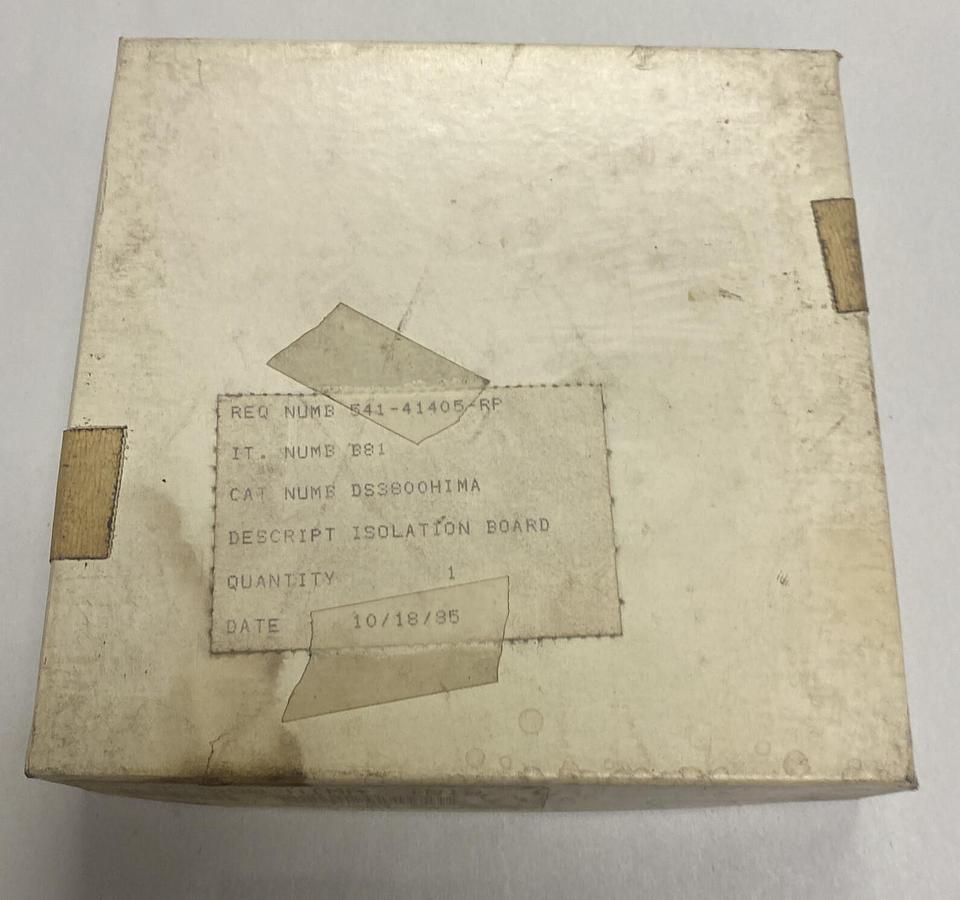 REQ NUMB 541-41405-RP
IT. NUMB B81
CAT NUMB DS3800HIMA
DESCRIPT ISOLATION BOARD
QUANTITY 1
DATE 10/18/85